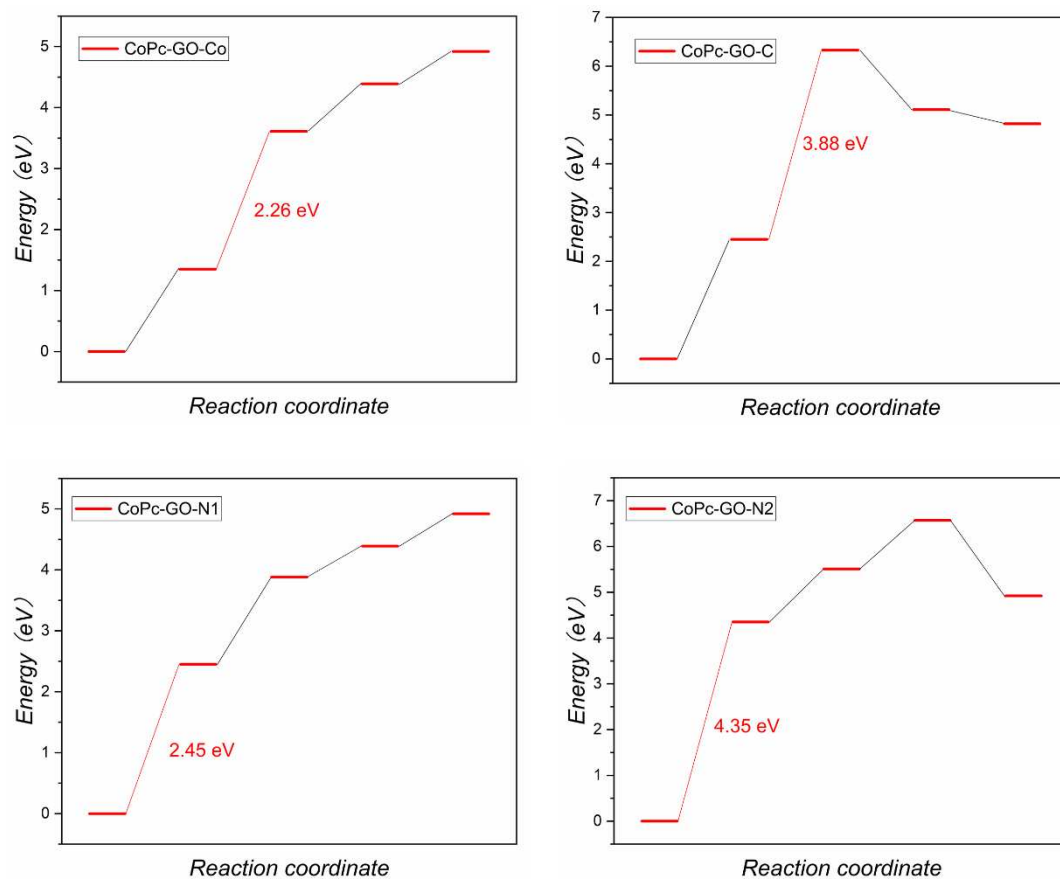 CoPc-GO-Co
5
4
3
2
1
0
Energy (eV)
2.26 eV
Reaction coordinate
CoPc-GO-C
7
6
5
4
3
2
1
0
Energy (eV)
3.88 eV
Reaction coordinate
CoPc-GO-N1
5
4
3
2
1
0
Energy (eV)
2.45 eV
Reaction coordinate
CoPc-GO-N2
7
6
5
4
3
2
1
0
Energy (eV)
4.35 eV
Reaction coordinate